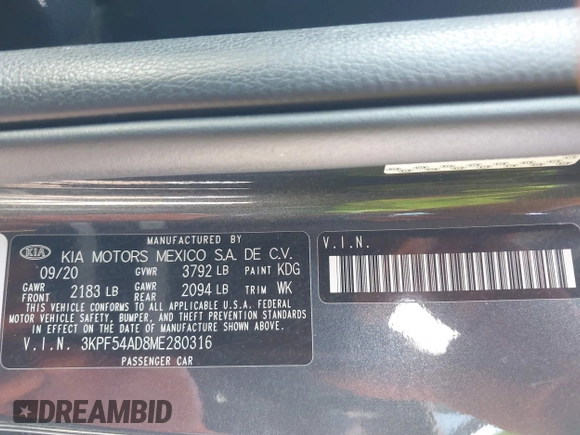 MANUFACTURED BY
KIA KIA MOTORS MEXICO S.A. DE C.V.
09/20 GVWR 3792 LB PAINT KDG
GAWR FRONT 2183 LB GAWR REAR 2094 LB TRIM WK
THIS VEHICLE CONFORMS TO ALL APPLICABLE U.S.A. FEDERAL
MOTOR VEHICLE SAFETY, BUMPER, AND THEFT PREVENTION STANDARDS
IN EFFECT ON THE DATE OF MANUFACTURE SHOWN ABOVE.
V.I.N. 3KPF54AD8ME280316
PASSENGER CAR
V.I.N.
DREAMBID